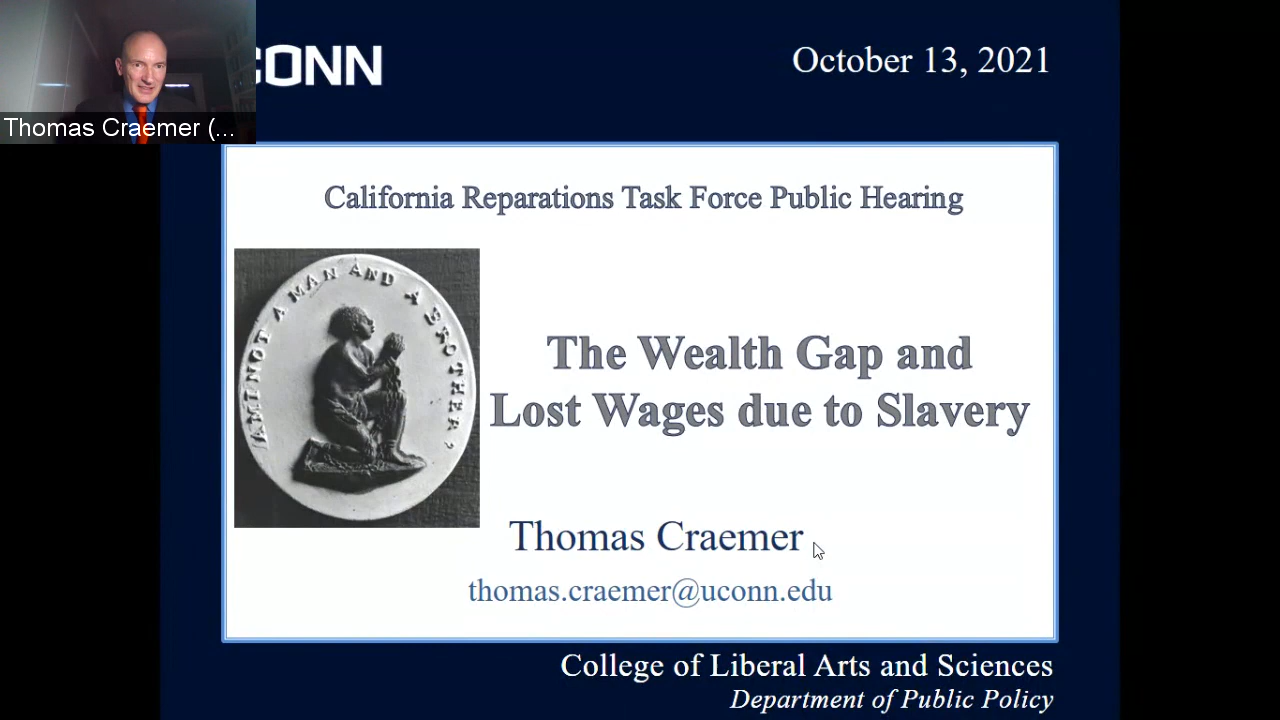 CONN
October 13, 2021
Thomas Craemer (...
California Reparations Task Force Public Hearing
AM I NOT A MAN AND A BROTHER?
The Wealth Gap and
Lost Wages due to Slavery
Thomas Craemer
thomas.craemer@uconn.edu
College of Liberal Arts and Sciences
Department of Public Policy